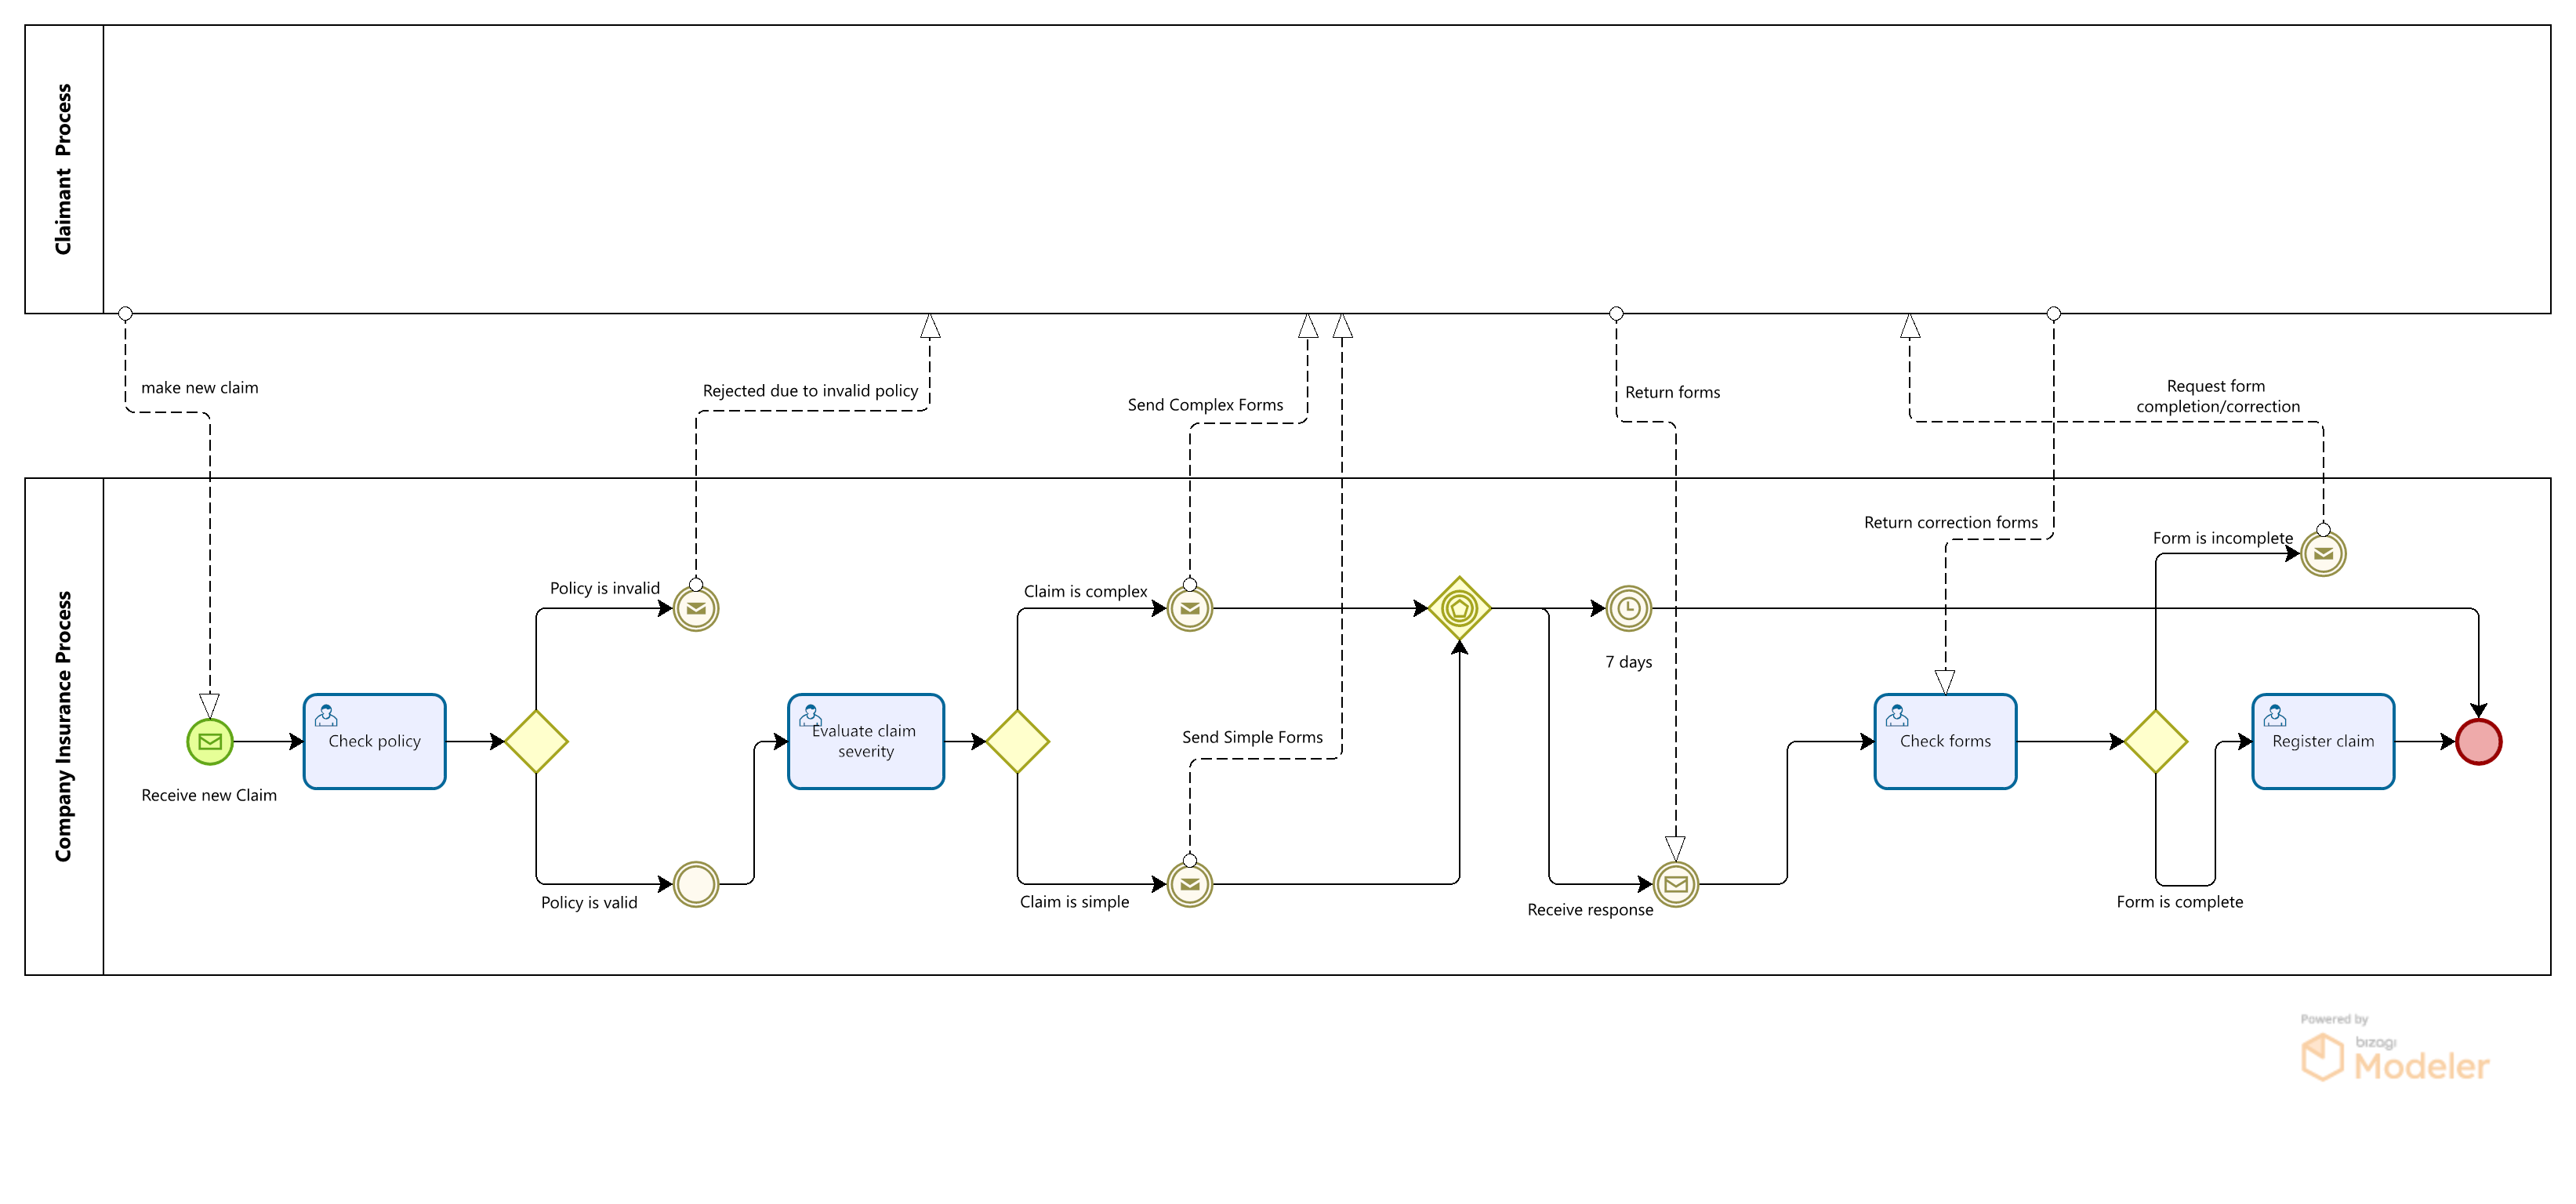 Claimant  Process
make new claim
Rejected due to invalid policy
Send Complex Forms
Return forms
Request form
completion/correction
Company Insurance Process
Return correction forms
Form is incomplete
Policy is invalid
Claim is complex
7 days
Check policy
Evaluate claim
severity
Send Simple Forms
Check forms
Register claim
Receive new Claim
Policy is valid
Claim is simple
Receive response
Form is complete
Powered by
bizagi
Modeler